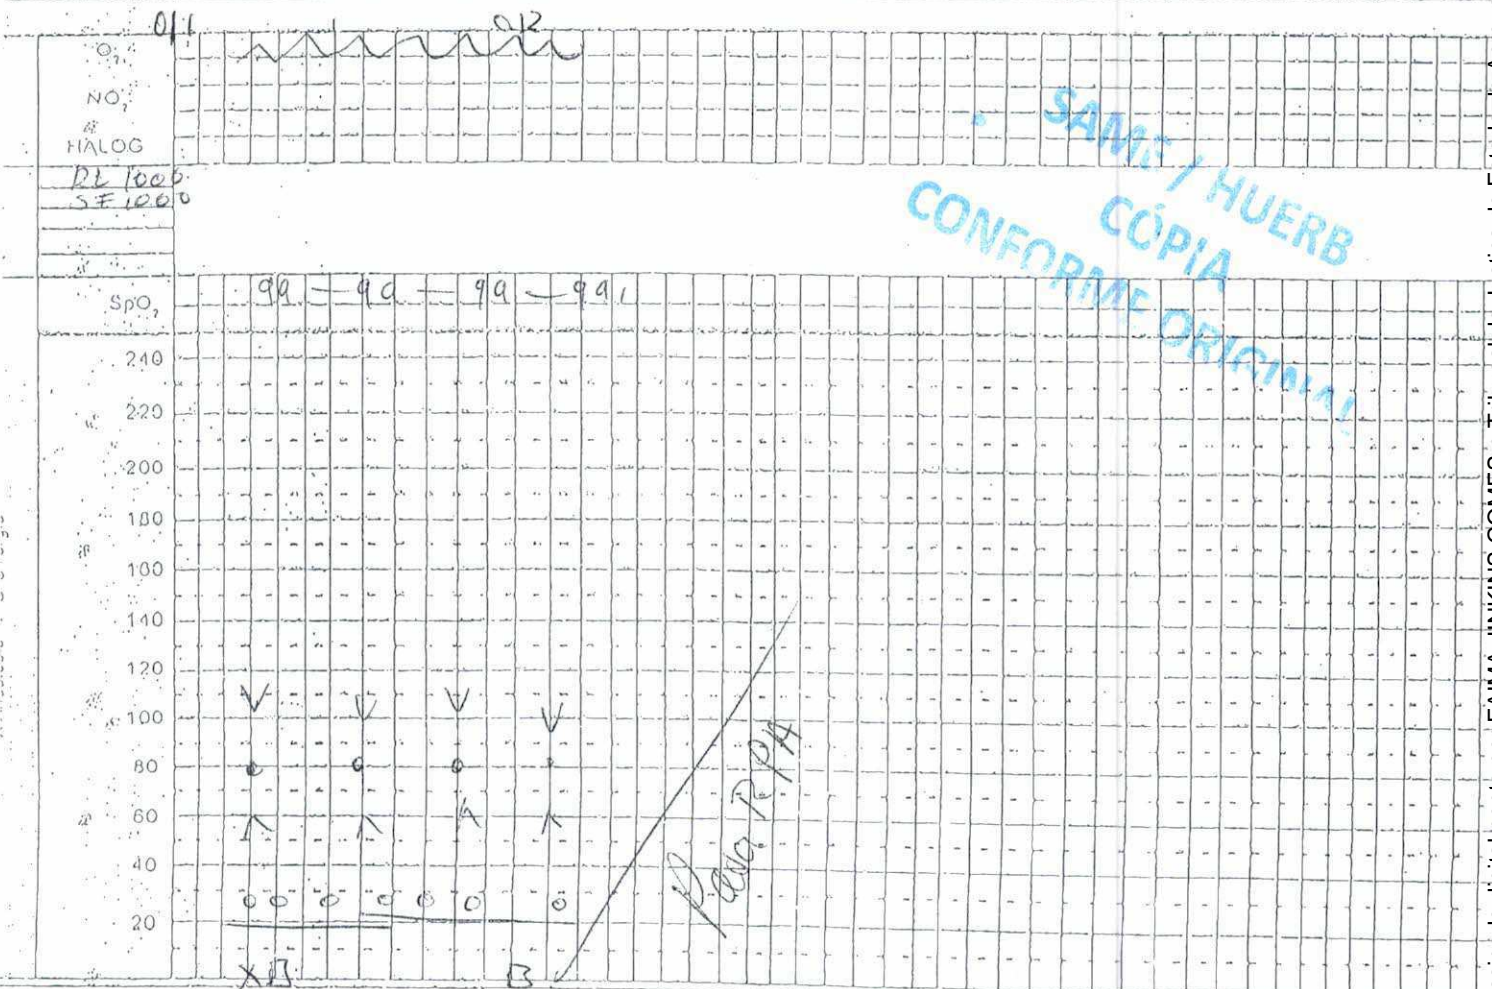 O₂
NO₂
HALOG
RL 1000
SF 1000
SAME / HUERB
CÓPIA
CONFORME ORIGINAL
SpO₂
99 – 99 – 99 – 99
240
220
200
180
160
140
120
100
80
60
40
20
Para RPA